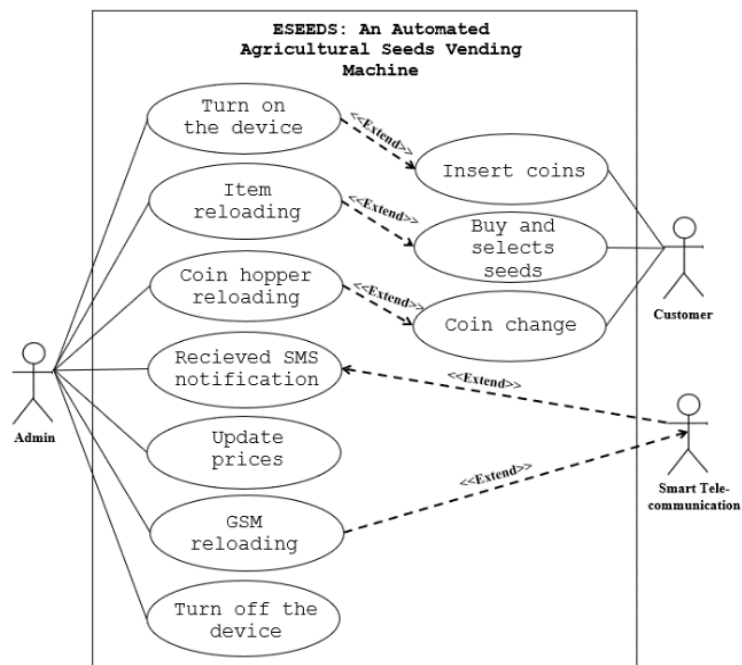 ESEEDS: An Automated
Agricultural Seeds Vending
Machine
Turn on
the device
<<Extend>>
Insert coins
Item
reloading
<<Extend>>
Buy and
selects
seeds
Coin hopper
reloading
<<Extend>>
Coin change
Customer
Recieved SMS
notification
<<Extend>>
Admin
Update
prices
<<Extend>>
Smart Tele-
communication
GSM
reloading
Turn off the
device